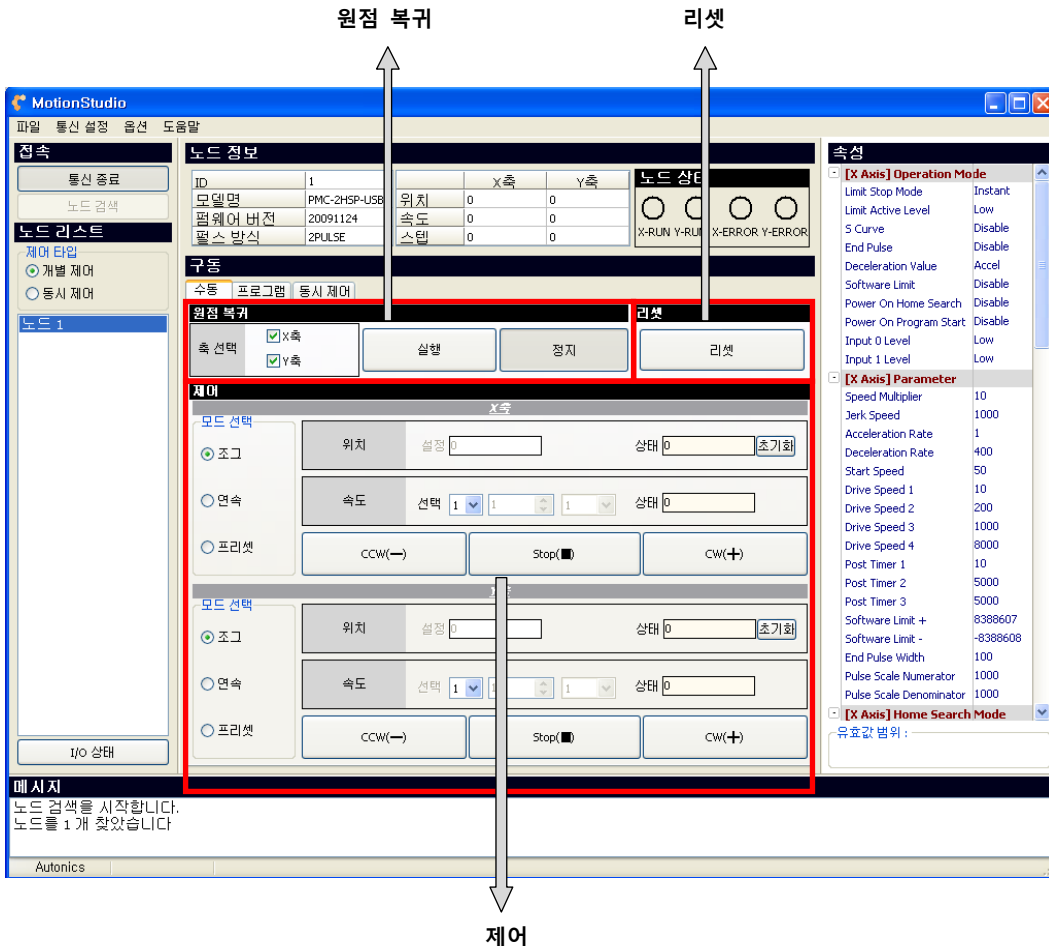 원점 복귀
리셋
MotionStudio
파일 통신 설정 옵션 도움말
접속
통신 종료
노드 검색
노드 리스트
제어 타입
개별 제어
동시 제어
노드 1
I/O 상태
노드 정보
ID 1 X축 Y축
모델명 PMC-2HSP-USB 위치 0 0
펌웨어 버전 20091124 속도 0 0
펄스 방식 2PULSE 스텝 0 0
노드 상태
X-RUN Y-RUN X-ERROR Y-ERROR
구동
수동 프로그램 동시 제어
원점 복귀
축 선택
X축
Y축
실행
정지
리셋
리셋
제어
X축
모드 선택
조그
연속
프리셋
위치 설정 0 상태 0 초기화
속도 선택 1 1 1 상태 0
CCW(━) Stop(■) CW(╋)
모드 선택
조그
연속
프리셋
위치 설정 0 상태 0 초기화
속도 선택 1 1 1 상태 0
CCW(━) Stop(■) CW(╋)
속성
[X Axis] Operation Mode
Limit Stop Mode Instant
Limit Active Level Low
S Curve Disable
End Pulse Disable
Deceleration Value Accel
Software Limit Disable
Power On Home Search Disable
Power On Program Start Disable
Input 0 Level Low
Input 1 Level Low
[X Axis] Parameter
Speed Multiplier 10
Jerk Speed 1000
Acceleration Rate 1
Deceleration Rate 400
Start Speed 50
Drive Speed 1 10
Drive Speed 2 200
Drive Speed 3 1000
Drive Speed 4 8000
Post Timer 1 10
Post Timer 2 5000
Post Timer 3 5000
Software Limit + 8388607
Software Limit - -8388608
End Pulse Width 100
Pulse Scale Numerator 1000
Pulse Scale Denominator 1000
[X Axis] Home Search Mode
유효값 범위 :
메시지
노드 검색을 시작합니다.
노드를 1 개 찾았습니다
Autonics
제어